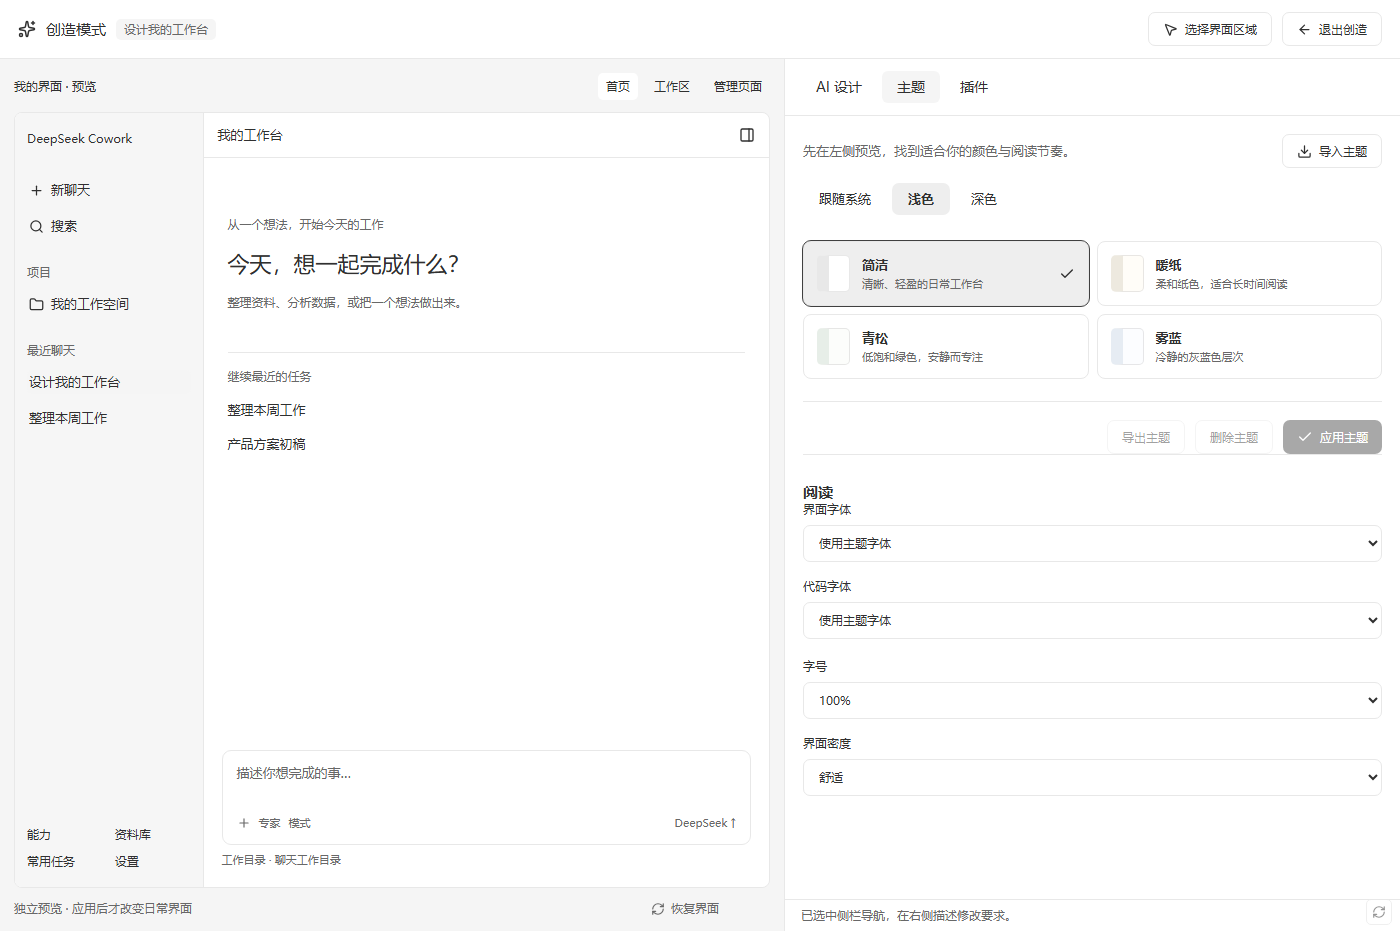 创造模式 设计我的工作台 选择界面区域 退出创造
我的界面 · 预览 首页 工作区 管理页面
DeepSeek Cowork
新聊天
搜索
项目
我的工作空间
最近聊天
设计我的工作台
整理本周工作
能力 资料库
常用任务 设置
我的工作台
从一个想法，开始今天的工作
今天，想一起完成什么？
整理资料、分析数据，或把一个想法做出来。
继续最近的任务
整理本周工作
产品方案初稿
描述你想完成的事...
专家 模式 DeepSeek ↑
工作目录 · 聊天工作目录
独立预览 · 应用后才改变日常界面 恢复界面
AI 设计 主题 插件
先在左侧预览，找到适合你的颜色与阅读节奏。 导入主题
跟随系统 浅色 深色
简洁
清晰、轻盈的日常工作台
暖纸
柔和纸色，适合长时间阅读
青松
低饱和绿色，安静而专注
雾蓝
冷静的灰蓝色层次
导出主题 删除主题 应用主题
阅读
界面字体
使用主题字体
代码字体
使用主题字体
字号
100%
界面密度
舒适
已选中侧栏导航，在右侧描述修改要求。